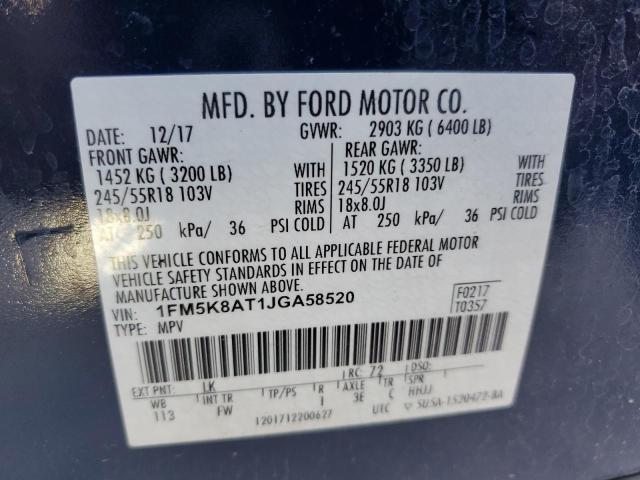 MFD. BY FORD MOTOR CO.
DATE: 12/17 GVWR: 2903 KG ( 6400 LB)
FRONT GAWR: REAR GAWR:
1452 KG ( 3200 LB) WITH 1520 KG ( 3350 LB) WITH
245/55R18 103V TIRES 245/55R18 103V TIRES
18x8.0J RIMS 18x8.0J RIMS
AT 250 kPa/ 36 PSI COLD AT 250 kPa/ 36 PSI COLD
THIS VEHICLE CONFORMS TO ALL APPLICABLE FEDERAL MOTOR
VEHICLE SAFETY STANDARDS IN EFFECT ON THE DATE OF
MANUFACTURE SHOWN ABOVE.
VIN: 1FM5K8AT1JGA58520 F0217
TYPE: MPV T0357
EXT PNT: LK RC: 72 DSO:
WB INT TR TP/PS R AXLE TR SPR
113 FW I 3E C HHJJ
1201712200627 UTC SU5A-1520472-BA